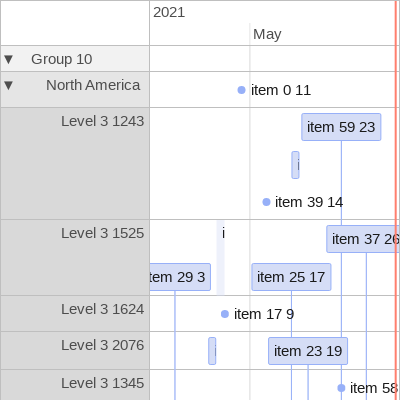 2021
May
▼ Group 10
▼ North America
item 0 11
Level 3 1243
item 59 23
i
item 39 14
Level 3 1525
i
item 37 26
item 29 3
item 25 17
Level 3 1624
item 17 9
Level 3 2076
i
item 23 19
Level 3 1345
item 58